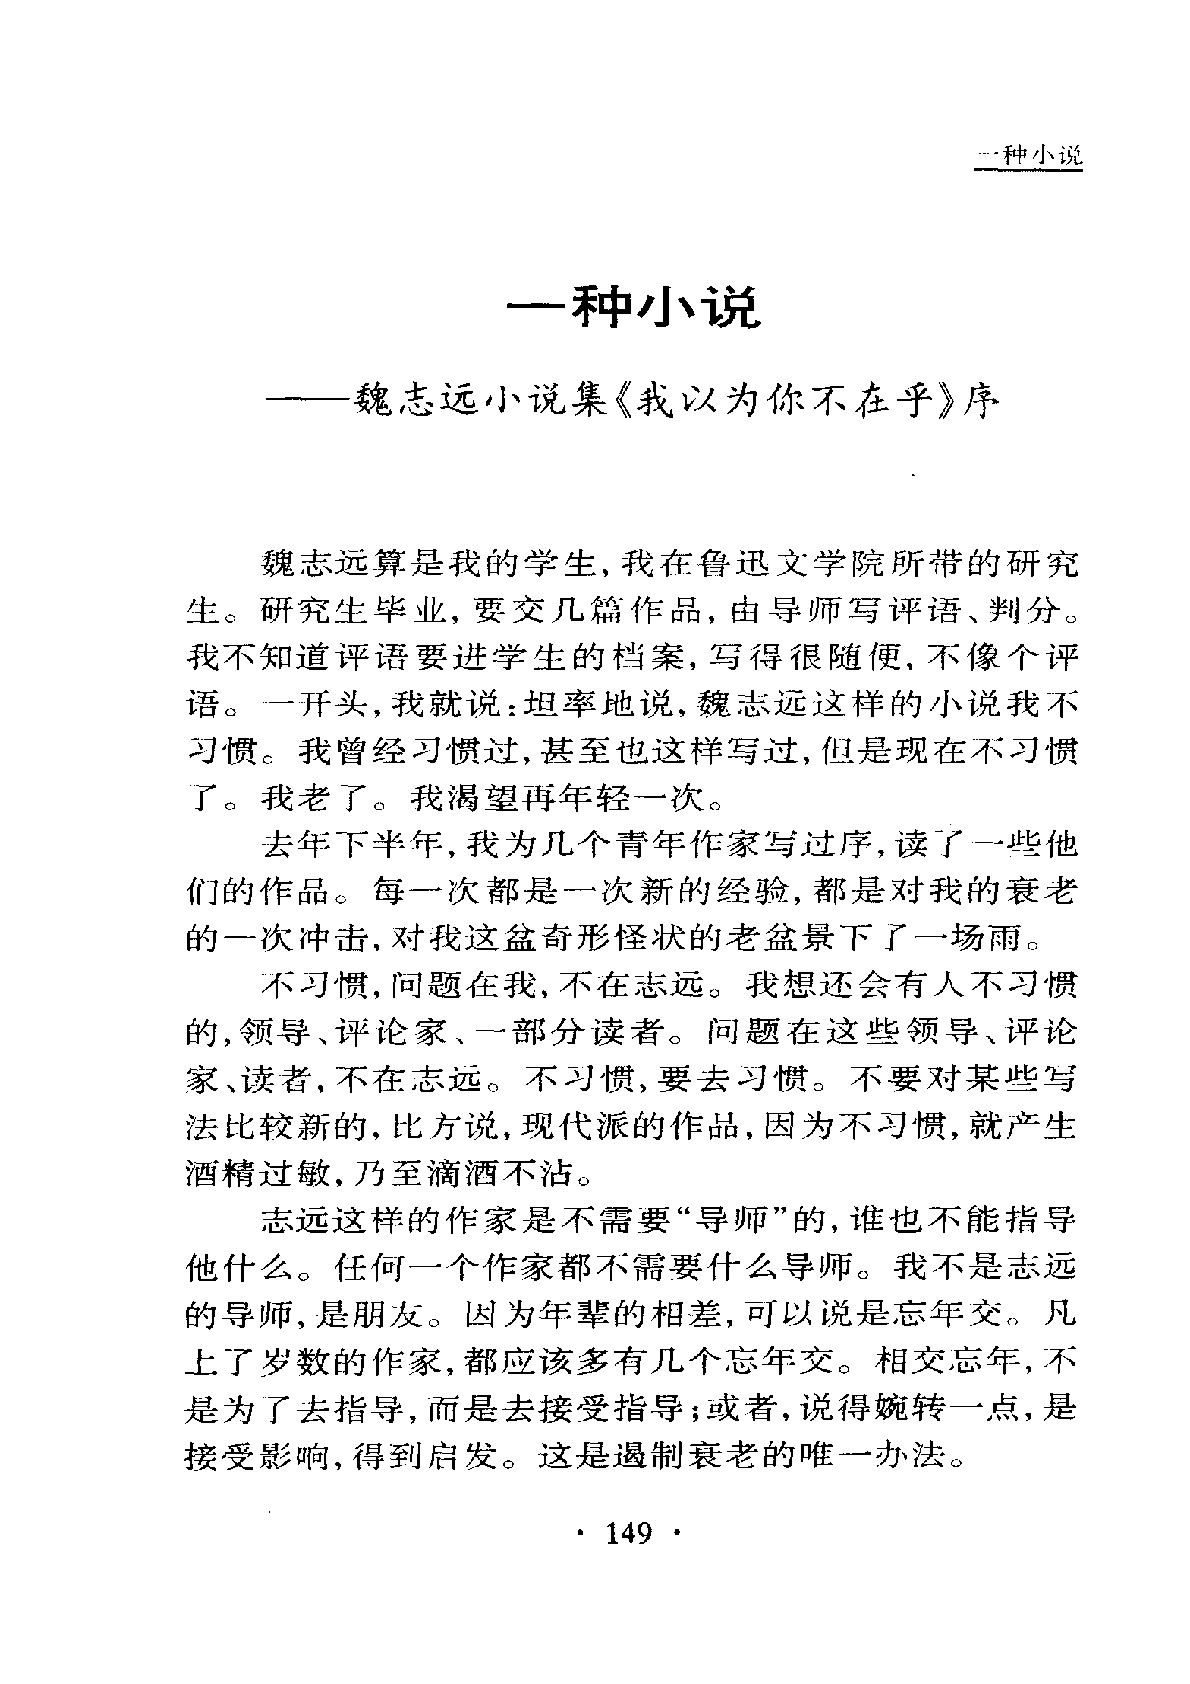 一种小说
一种小说
——魏志远小说集《我以为你不在乎》序
魏志远算是我的学生,我在鲁迅文学院所带的研究
生。研究生毕业,要交几篇作品,由导师写评语、判分。
我不知道评语要进学生的档案,写得很随便,不像个评
语。一开头,我就说:坦率地说,魏志远这样的小说我不
习惯。我曾经习惯过,甚至也这样写过,但是现在不习惯
了。我老了。我渴望再年轻一次。
去年下半年,我为几个青年作家写过序,读了一些他
们的作品。每一次都是一次新的经验,都是对我的衰老
的一次冲击,对我这盆奇形怪状的老盆景下了一场雨。
不习惯,问题在我,不在志远。我想还会有人不习惯
的,领导、评论家、一部分读者。问题在这些领导、评论
家、读者,不在志远。不习惯,要去习惯。不要对某些写
法比较新的,比方说,现代派的作品,因为不习惯,就产生
酒精过敏,乃至滴酒不沾。
志远这样的作家是不需要“导师”的,谁也不能指导
他什么。任何一个作家都不需要什么导师。我不是志远
的导师,是朋友。因为年辈的相差,可以说是忘年交。凡
上了岁数的作家,都应该多有几个忘年交。相交忘年,不
是为了去指导,而是去接受指导;或者,说得婉转一点,是
接受影响,得到启发。这是遏制衰老的唯一办法。
· 149 ·